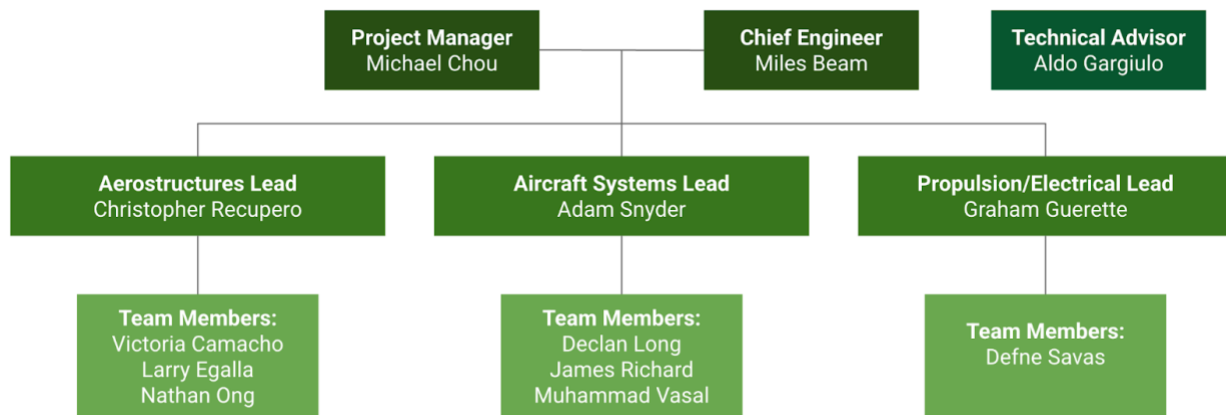 Project Manager
Michael Chou
Chief Engineer
Miles Beam
Technical Advisor
Aldo Gargiulo
Aerostructures Lead
Christopher Recupero
Aircraft Systems Lead
Adam Snyder
Propulsion/Electrical Lead
Graham Guerette
Team Members:
Victoria Camacho
Larry Egalla
Nathan Ong
Team Members:
Declan Long
James Richard
Muhammad Vasal
Team Members:
Defne Savas